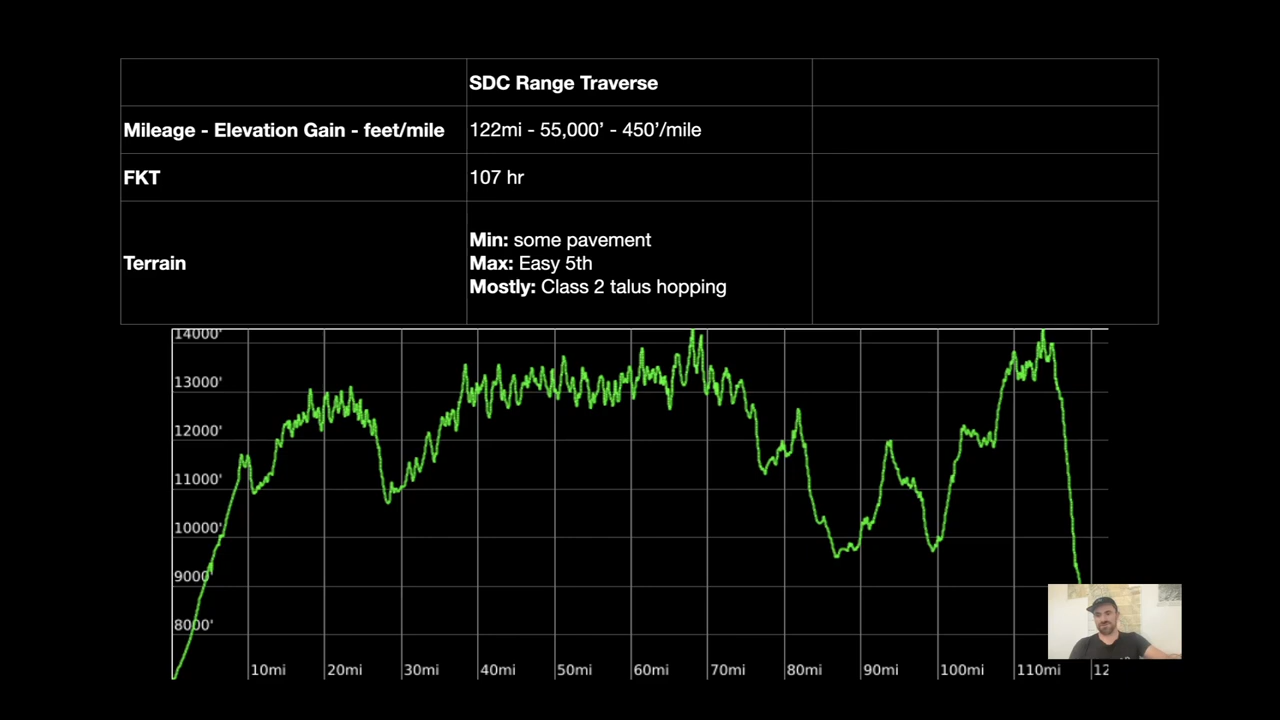 SDC Range Traverse
Mileage - Elevation Gain - feet/mile 122mi - 55,000’ - 450’/mile
FKT 107 hr
Terrain
Min: some pavement
Max: Easy 5th
Mostly: Class 2 talus hopping
14000'
13000'
12000'
11000'
10000'
9000'
8000'
10mi 20mi 30mi 40mi 50mi 60mi 70mi 80mi 90mi 100mi 110mi 12